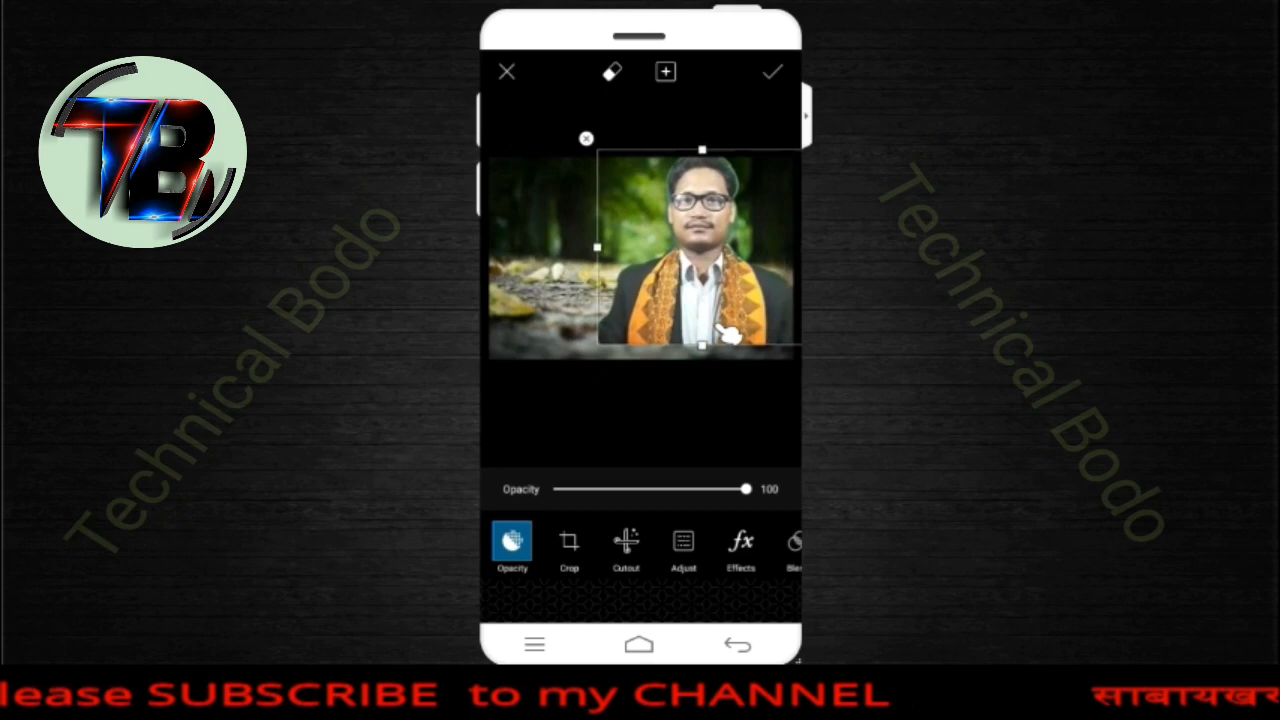 TB
Technical Bodo
Technical Bodo
Opacity
100
Opacity
Crop
Cutout
Adjust
fx
Effects
Ble
lease SUBSCRIBE to my CHANNEL
साबायखर